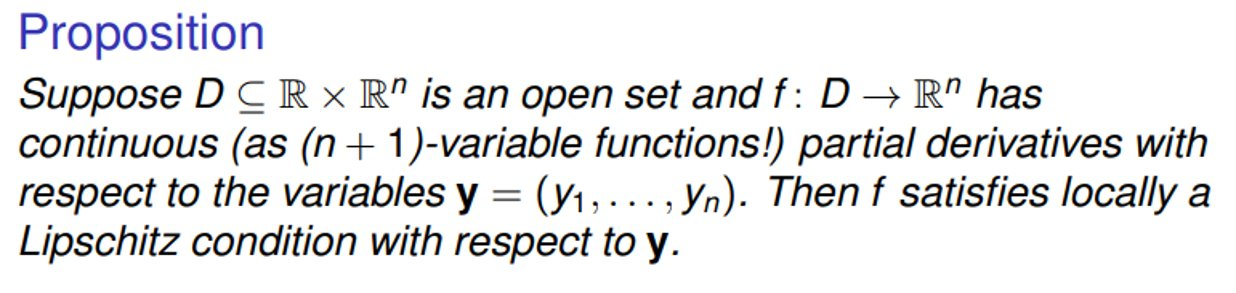 Proposition
Suppose D ⊆ ℝ × ℝⁿ is an open set and f : D → ℝⁿ has
continuous (as (n + 1)-variable functions!) partial derivatives with
respect to the variables y = (y₁, . . . , yₙ). Then f satisfies locally a
Lipschitz condition with respect to y.